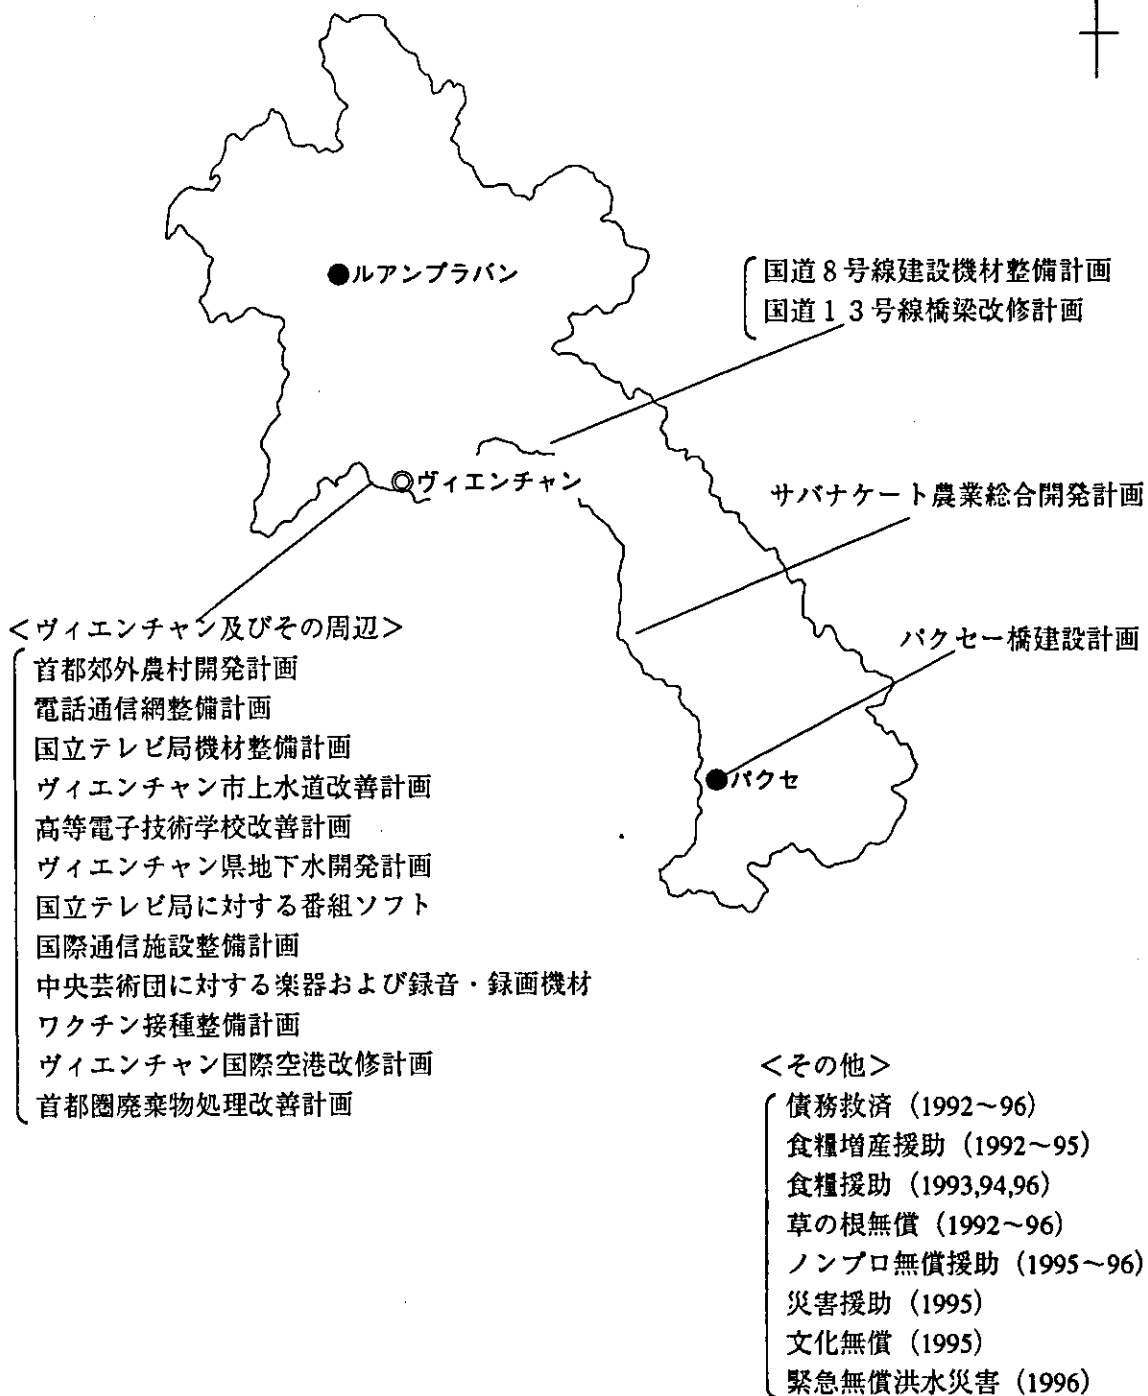 ルアンプラバン
国道８号線建設機材整備計画
国道１３号線橋梁改修計画
ヴィエンチャン
サバナケート農業総合開発計画
パクセー橋建設計画
パクセ
＜ヴィエンチャン及びその周辺＞
首都郊外農村開発計画
電話通信網整備計画
国立テレビ局機材整備計画
ヴィエンチャン市上水道改善計画
高等電子技術学校改善計画
ヴィエンチャン県地下水開発計画
国立テレビ局に対する番組ソフト
国際通信施設整備計画
中央芸術団に対する楽器および録音・録画機材
ワクチン接種整備計画
ヴィエンチャン国際空港改修計画
首都圏廃棄物処理改善計画
＜その他＞
債務救済（1992～96）
食糧増産援助（1992～95）
食糧援助（1993,94,96）
草の根無償（1992～96）
ノンプロ無償援助（1995～96）
災害援助（1995）
文化無償（1995）
緊急無償洪水災害（1996）